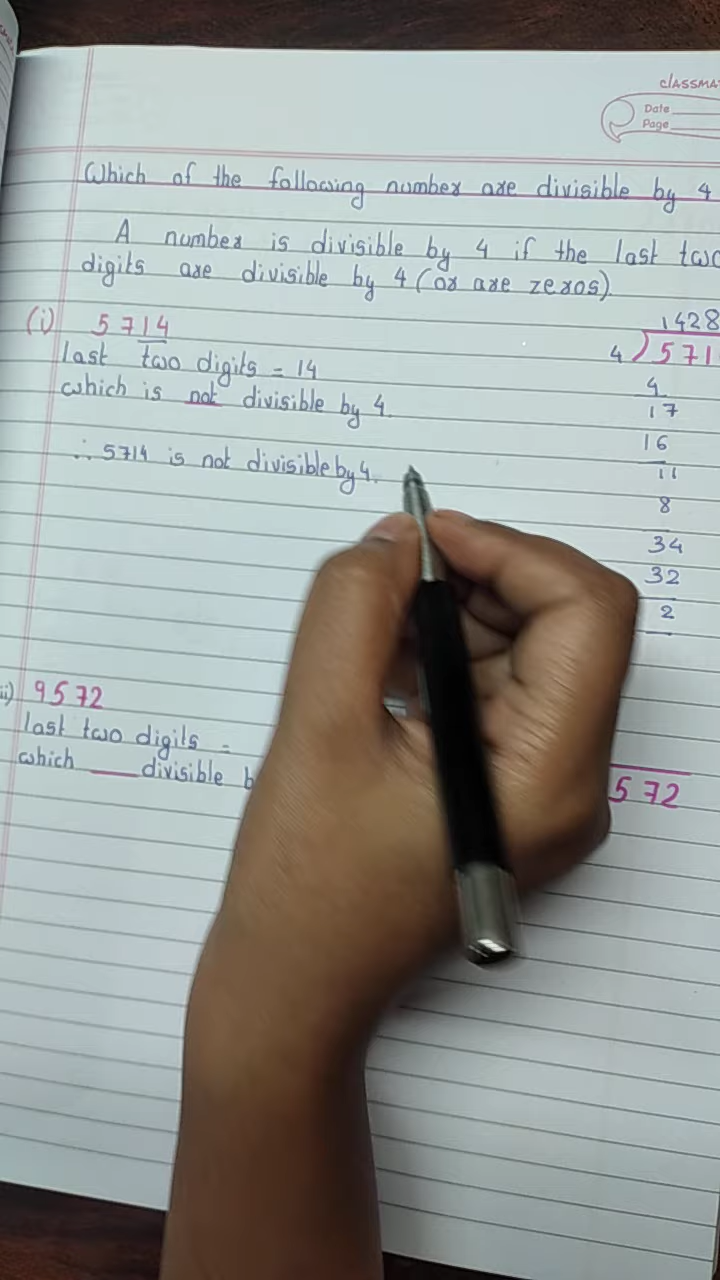 classma
Date
Page
Which of the following number are divisible by 4
A number is divisible by 4 if the last two
digits are divisible by 4 (or are zeros).
(i) 5714
last two digits = 14
which is not divisible by 4.
∴ 5714 is not divisible by 4.
1428
4)571
4
17
16
11
8
34
32
2
ii) 9572
last two digits =
which ___ divisible b
572